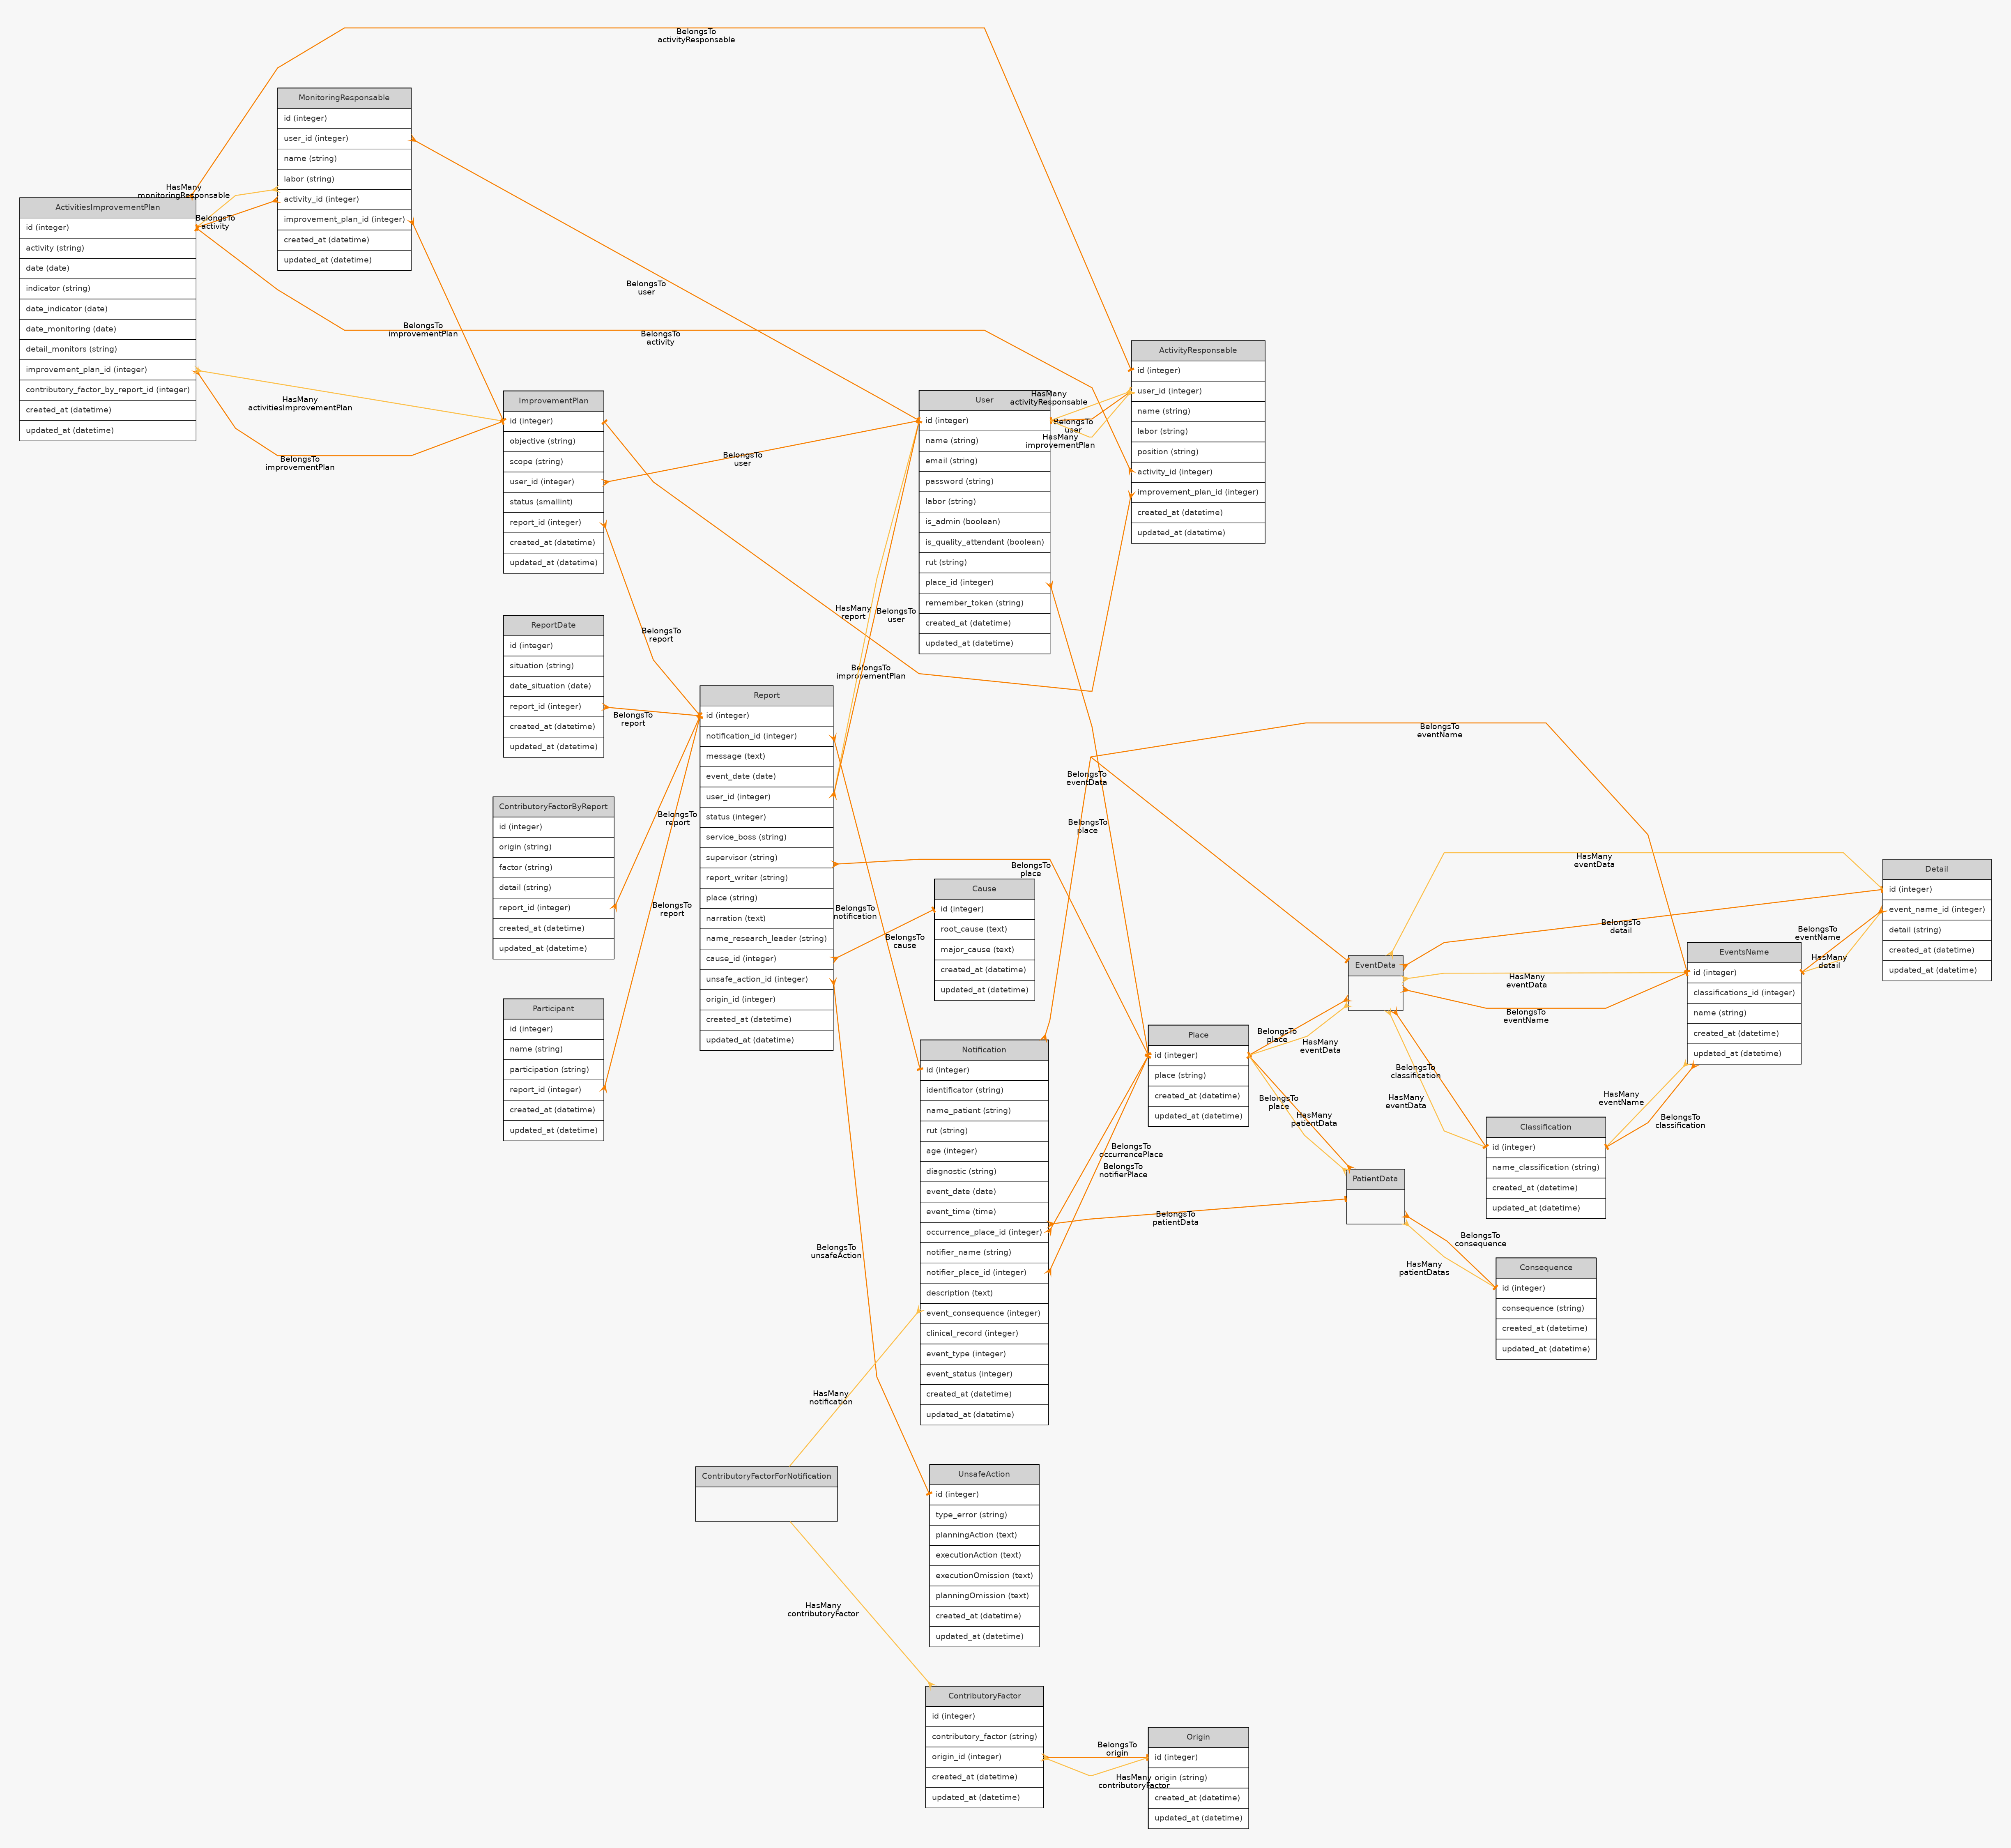 BelongsTo
activityResponsable
MonitoringResponsable
id (integer)
user_id (integer)
name (string)
labor (string)
activity_id (integer)
improvement_plan_id (integer)
created_at (datetime)
updated_at (datetime)
HasMany
monitoringResponsable
BelongsTo
activity
ActivitiesImprovementPlan
id (integer)
activity (string)
date (date)
indicator (string)
date_indicator (date)
date_monitoring (date)
detail_monitors (string)
improvement_plan_id (integer)
contributory_factor_by_report_id (integer)
created_at (datetime)
updated_at (datetime)
BelongsTo
user
BelongsTo
improvementPlan
BelongsTo
activity
HasMany
activitiesImprovementPlan
BelongsTo
improvementPlan
ImprovementPlan
id (integer)
objective (string)
scope (string)
user_id (integer)
status (smallint)
report_id (integer)
created_at (datetime)
updated_at (datetime)
BelongsTo
user
User
id (integer)
name (string)
email (string)
password (string)
labor (string)
is_admin (boolean)
is_quality_attendant (boolean)
rut (string)
place_id (integer)
remember_token (string)
created_at (datetime)
updated_at (datetime)
HasMany
activityResponsable
BelongsTo
user
HasMany
improvementPlan
ActivityResponsable
id (integer)
user_id (integer)
name (string)
labor (string)
position (string)
activity_id (integer)
improvement_plan_id (integer)
created_at (datetime)
updated_at (datetime)
ReportDate
id (integer)
situation (string)
date_situation (date)
report_id (integer)
created_at (datetime)
updated_at (datetime)
BelongsTo
report
HasMany
report
BelongsTo
user
BelongsTo
improvementPlan
BelongsTo
report
Report
id (integer)
notification_id (integer)
message (text)
event_date (date)
user_id (integer)
status (integer)
service_boss (string)
supervisor (string)
report_writer (string)
place (string)
narration (text)
name_research_leader (string)
cause_id (integer)
unsafe_action_id (integer)
origin_id (integer)
created_at (datetime)
updated_at (datetime)
ContributoryFactorByReport
id (integer)
origin (string)
factor (string)
detail (string)
report_id (integer)
created_at (datetime)
updated_at (datetime)
BelongsTo
report
BelongsTo
report
Participant
id (integer)
name (string)
participation (string)
report_id (integer)
created_at (datetime)
updated_at (datetime)
BelongsTo
eventName
BelongsTo
eventData
BelongsTo
place
BelongsTo
place
Cause
id (integer)
root_cause (text)
major_cause (text)
created_at (datetime)
updated_at (datetime)
BelongsTo
notification
BelongsTo
cause
HasMany
eventData
Detail
id (integer)
event_name_id (integer)
detail (string)
created_at (datetime)
updated_at (datetime)
BelongsTo
detail
BelongsTo
eventName
HasMany
detail
EventsName
id (integer)
classifications_id (integer)
name (string)
created_at (datetime)
updated_at (datetime)
EventData
HasMany
eventData
BelongsTo
eventName
Notification
id (integer)
identificator (string)
name_patient (string)
rut (string)
age (integer)
diagnostic (string)
event_date (date)
event_time (time)
occurrence_place_id (integer)
notifier_name (string)
notifier_place_id (integer)
description (text)
event_consequence (integer)
clinical_record (integer)
event_type (integer)
event_status (integer)
created_at (datetime)
updated_at (datetime)
Place
id (integer)
place (string)
created_at (datetime)
updated_at (datetime)
BelongsTo
place
HasMany
eventData
BelongsTo
classification
HasMany
eventData
BelongsTo
place
HasMany
patientData
HasMany
eventName
BelongsTo
classification
Classification
id (integer)
name_classification (string)
created_at (datetime)
updated_at (datetime)
BelongsTo
occurrencePlace
BelongsTo
notifierPlace
PatientData
BelongsTo
patientData
BelongsTo
consequence
HasMany
patientDatas
Consequence
id (integer)
consequence (string)
created_at (datetime)
updated_at (datetime)
BelongsTo
unsafeAction
HasMany
notification
ContributoryFactorForNotification
UnsafeAction
id (integer)
type_error (string)
planningAction (text)
executionAction (text)
executionOmission (text)
planningOmission (text)
created_at (datetime)
updated_at (datetime)
HasMany
contributoryFactor
ContributoryFactor
id (integer)
contributory_factor (string)
origin_id (integer)
created_at (datetime)
updated_at (datetime)
BelongsTo
origin
HasMany
contributoryFactor
Origin
id (integer)
origin (string)
created_at (datetime)
updated_at (datetime)